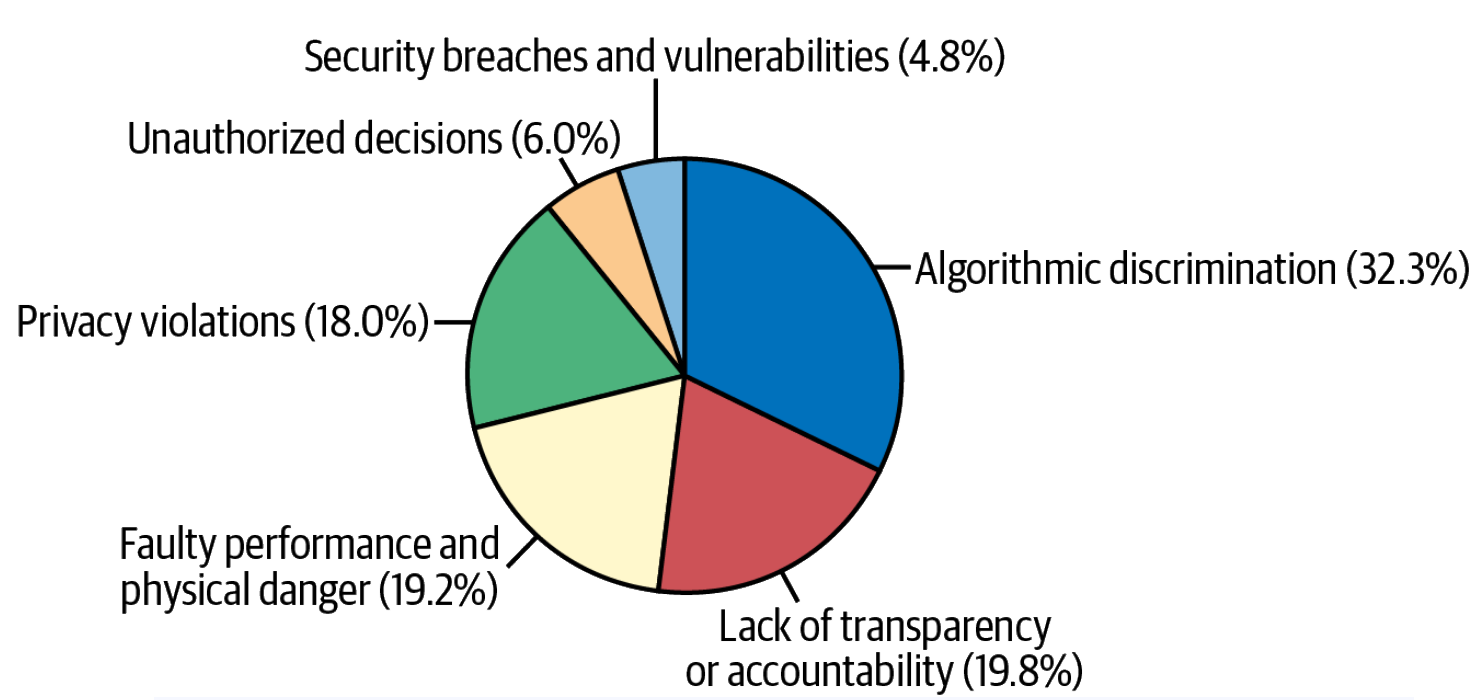 Security breaches and vulnerabilities (4.8%)
Unauthorized decisions (6.0%)
Algorithmic discrimination (32.3%)
Privacy violations (18.0%)
Faulty performance and
physical danger (19.2%)
Lack of transparency
or accountability (19.8%)